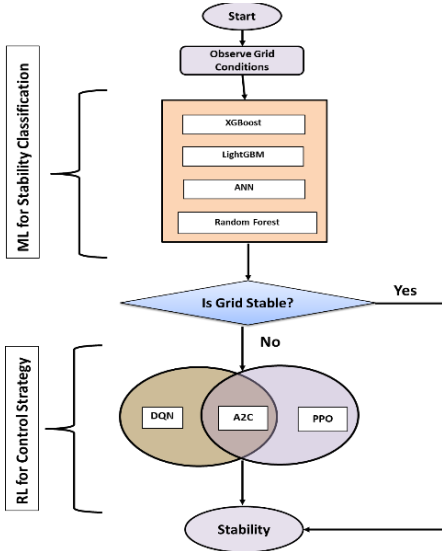 Start
Observe Grid
Conditions
ML for Stability Classification
XGBoost
LightGBM
ANN
Random Forest
Is Grid Stable?
Yes
No
RL for Control Strategy
DQN
A2C
PPO
Stability